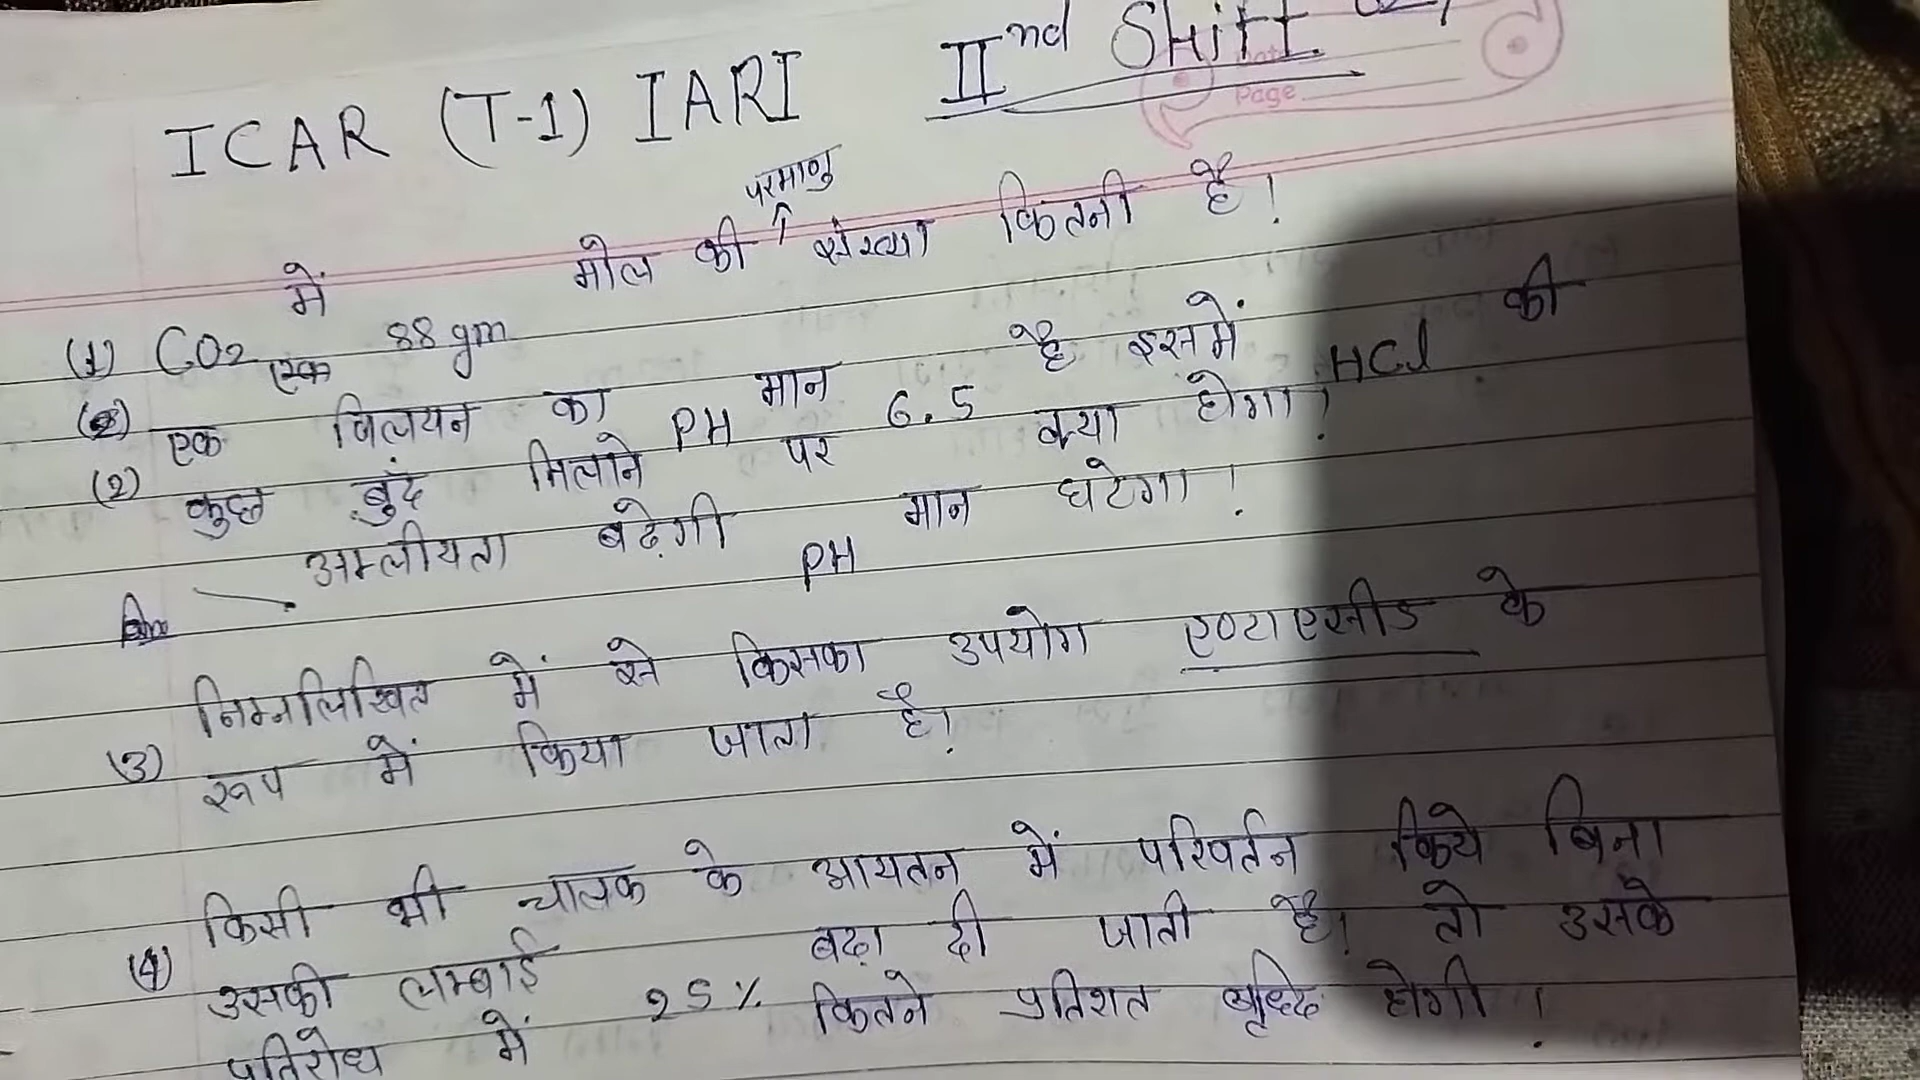 ICAR (T-1) IARI IInd Shift
Page
परमाणु
(1) CO2 में 88 gm मोल की ↑ संख्या कितनी है!
एक
(2) एक विलयन का PH मान 6.5 है इसमें HCl की
कुछ बुंदे मिलाने पर क्या होगा!
अम्लीयता बढ़ेगी PH मान घटेगा!
(3) निम्नलिखित में से किसका उपयोग एण्टाएसीड के
रूप में किया जाता है।
(4) किसी भी चालक के आयतन में परिवर्तन किये बिना
उसकी लम्बाई 25% बढ़ा दी जाती है। तो उसके
प्रतिरोध में कितने प्रतिशत वृध्दि होगी!